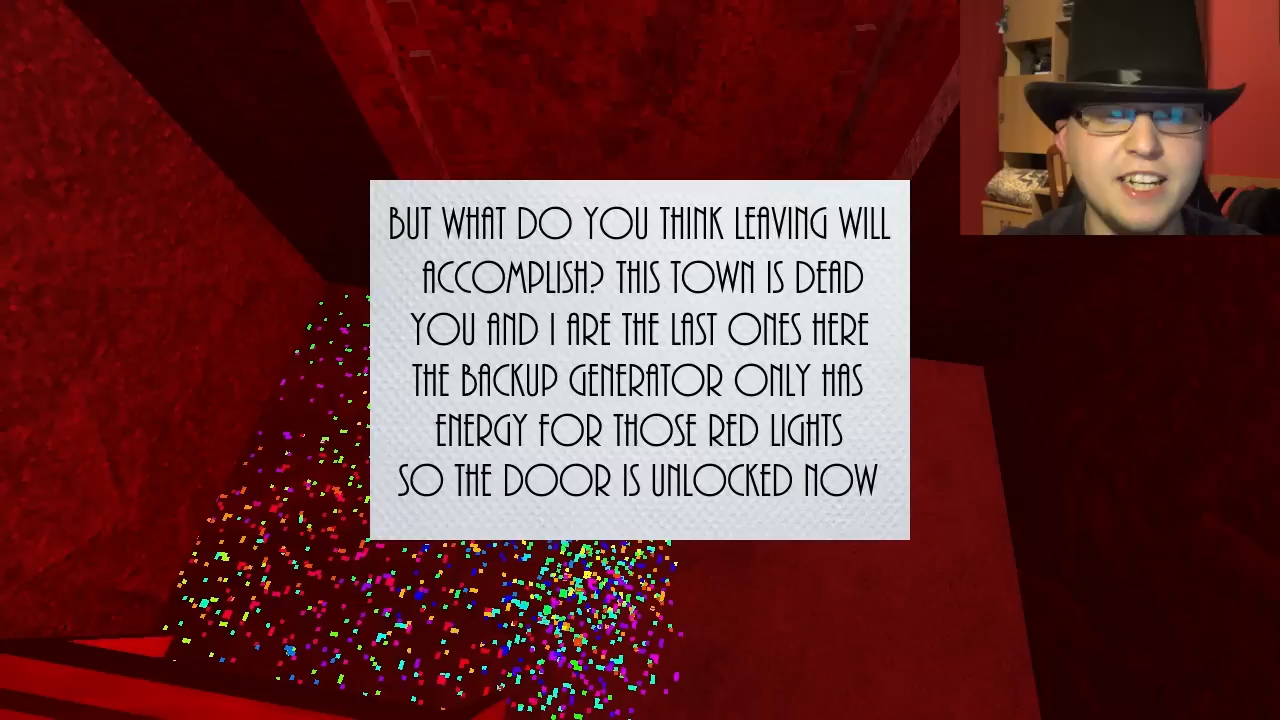 BUT WHAT DO YOU THINK LEAVING WILL
ACCOMPLISH? THIS TOWN IS DEAD
YOU AND I ARE THE LAST ONES HERE
THE BACKUP GENERATOR ONLY HAS
ENERGY FOR THOSE RED LIGHTS
SO THE DOOR IS UNLOCKED NOW